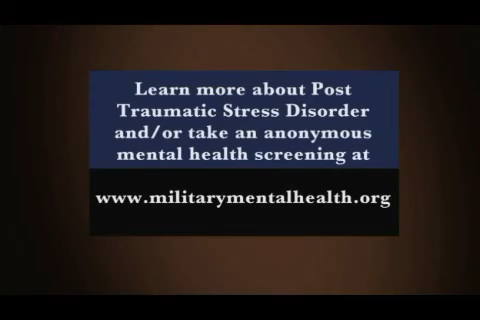 Learn more about Post
Traumatic Stress Disorder
and/or take an anonymous
mental health screening at
www.militarymentalhealth.org